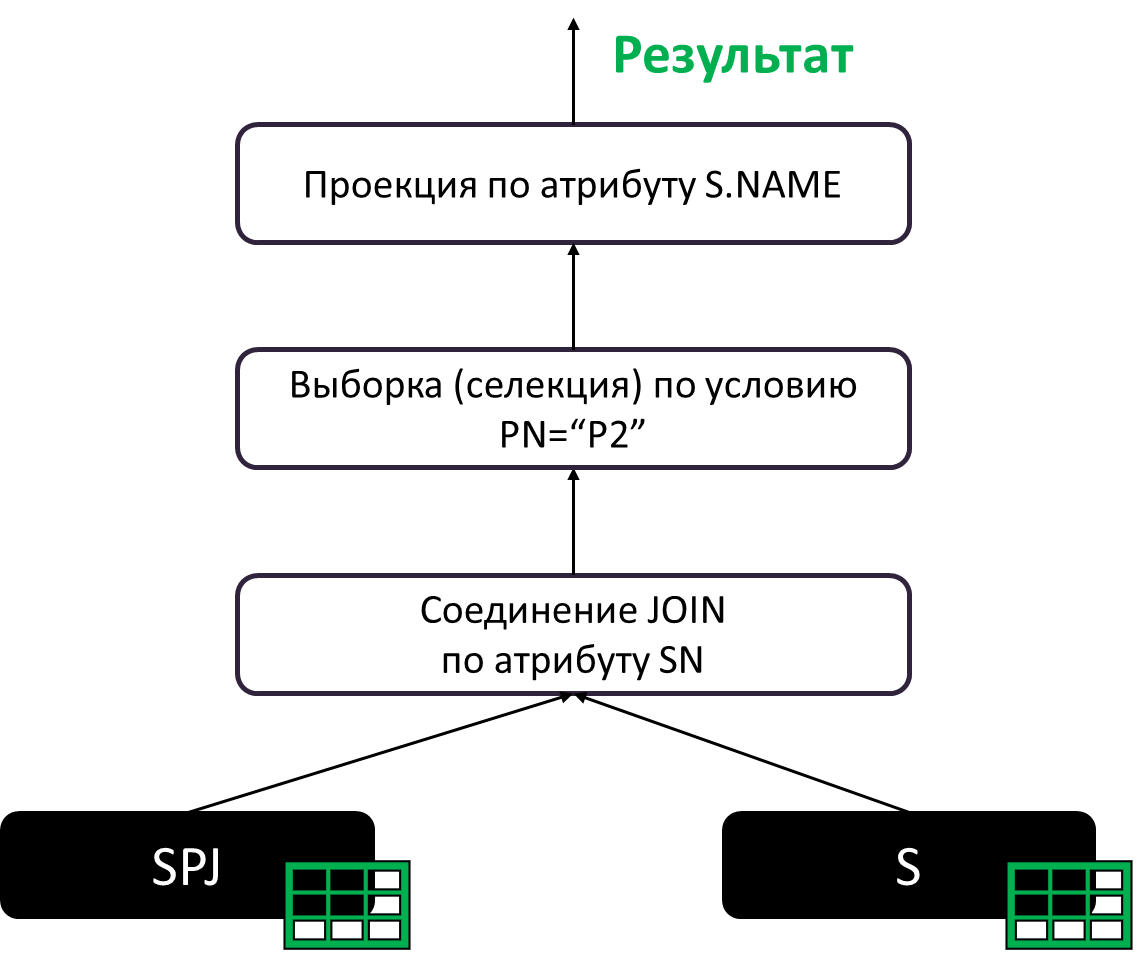 Результат
Проекция по атрибуту S.NAME
Выборка (селекция) по условию
PN=“P2”
Соединение JOIN
по атрибуту SN
SPJ
S